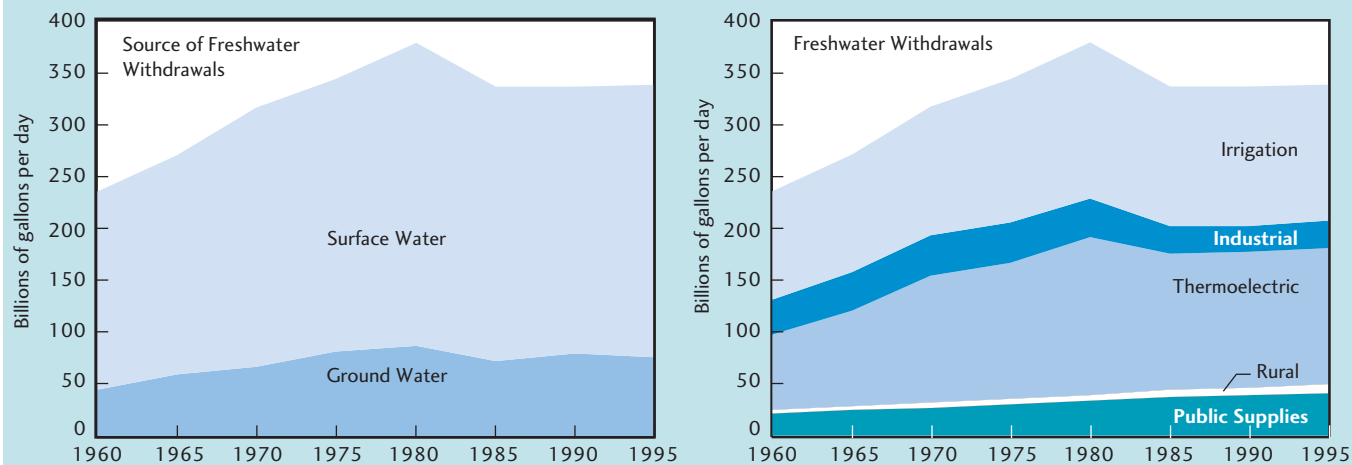 Source of Freshwater
Withdrawals
Billions of gallons per day
400
350
300
250
200
150
100
50
0
Surface Water
Ground Water
1960 1965 1970 1975 1980 1985 1990 1995
Freshwater Withdrawals
Billions of gallons per day
400
350
300
250
200
150
100
50
0
Irrigation
Industrial
Thermoelectric
Rural
Public Supplies
1960 1965 1970 1975 1980 1985 1990 1995